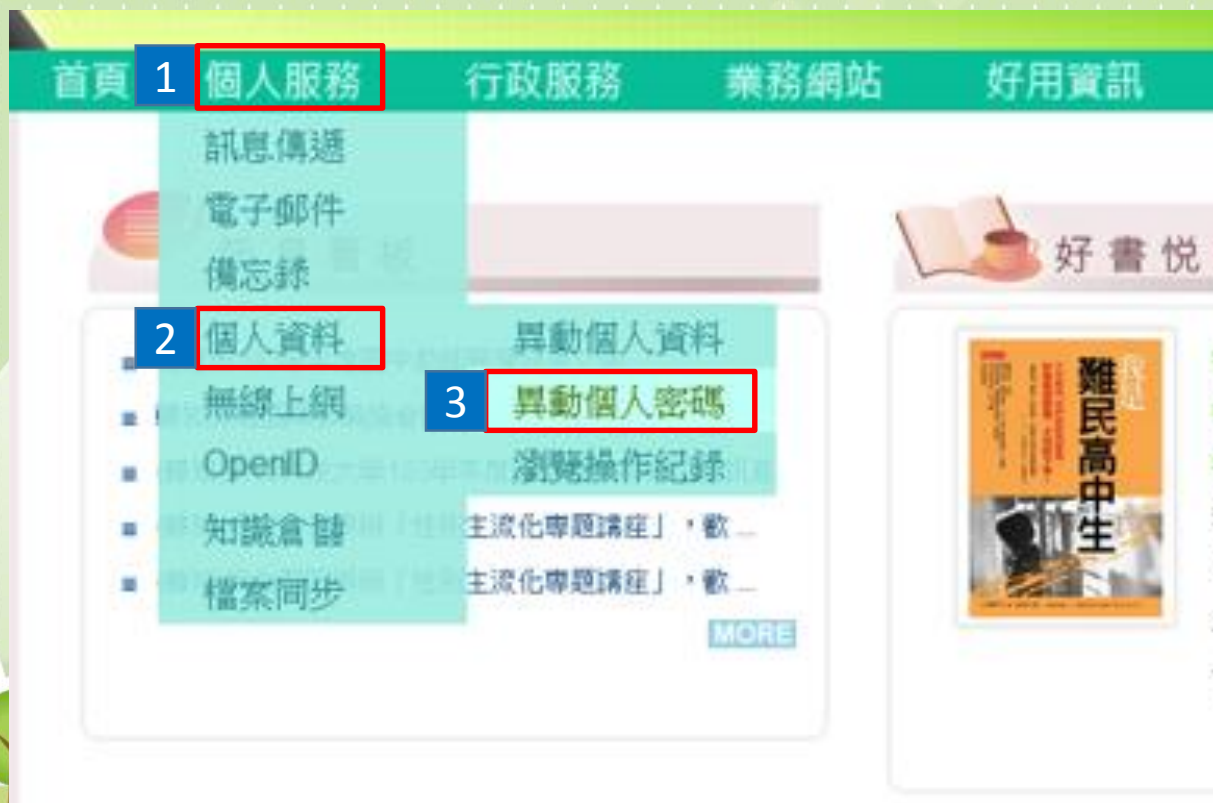 首頁 1 個人服務 行政服務 業務網站 好用資訊
訊息傳遞
電子郵件
備忘錄
好書悅
2 個人資料 異動個人資料
無線上網 3 異動個人密碼
OpenID 瀏覽操作紀錄
知識倉儲 主流化專題講座」，歡...
檔案同步 主流化專題講座」，歡...
MORE
難民高中生